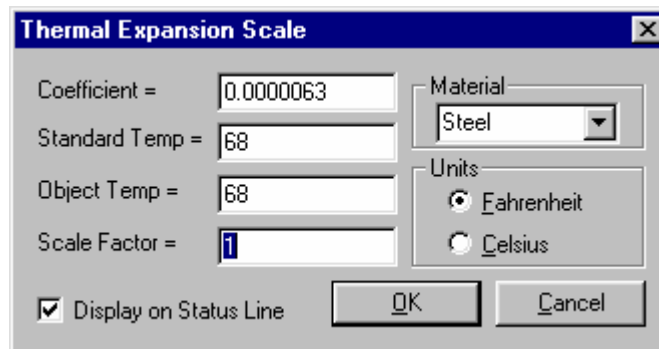 Thermal Expansion Scale
Coefficient = 0.0000063
Standard Temp = 68
Object Temp = 68
Scale Factor = 1
Display on Status Line
Material
Steel
Units
Fahrenheit
Celsius
OK
Cancel